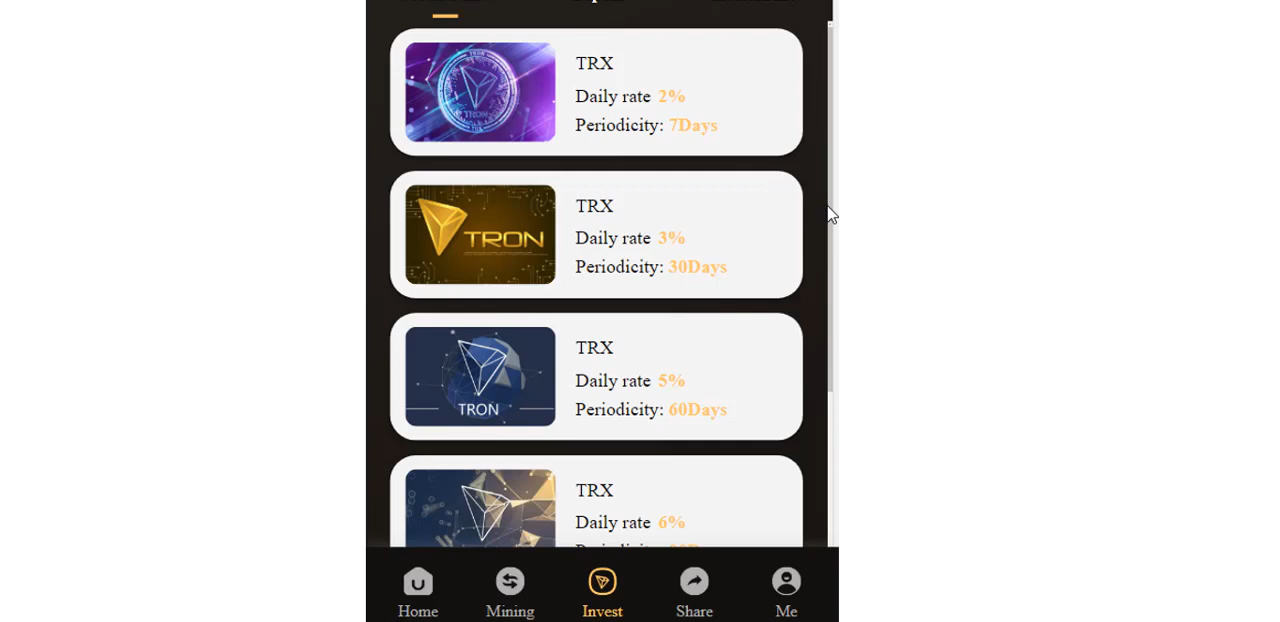 TRX
Daily rate 2%
Periodicity: 7Days
TRX
Daily rate 3%
Periodicity: 30Days
TRON
TRX
Daily rate 5%
Periodicity: 60Days
TRON
TRX
Daily rate 6%
Home
Mining
Invest
Share
Me